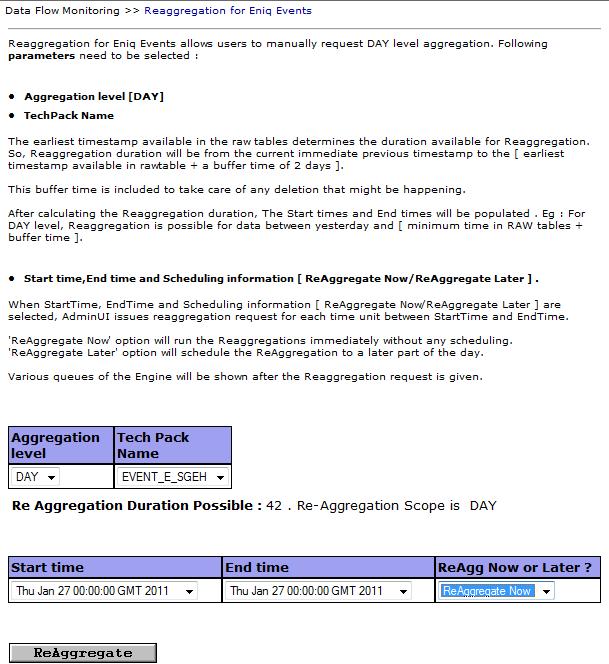 Data Flow Monitoring >> Reaggregation for Eniq Events
Reaggregation for Eniq Events allows users to manually request DAY level aggregation. Following
parameters need to be selected :
• Aggregation level [DAY]
• TechPack Name
The earliest timestamp available in the raw tables determines the duration available for Reaggregation.
So, Reaggregation duration will be from the current immediate previous timestamp to the [ earliest
timestamp available in rawtable + a buffer time of 2 days ].
This buffer time is included to take care of any deletion that might be happening.
After calculating the Reaggregation duration, The Start times and End times will be populated . Eg : For
DAY level, Reaggregation is possible for data between yesterday and [ minimum time in RAW tables +
buffer time ].
• Start time,End time and Scheduling information [ ReAggregate Now/ReAggregate Later ] .
When StartTime, EndTime and Scheduling information [ ReAggregate Now/ReAggregate Later ] are
selected, AdminUI issues reaggregation request for each time unit between StartTime and EndTime.
'ReAggregate Now' option will run the Reaggregations immediately without any scheduling.
'ReAggregate Later' option will schedule the ReAggregation to a later part of the day.
Various queues of the Engine will be shown after the Reaggregation request is given.
Aggregation level Tech Pack Name
DAY EVENT_E_SGEH
Re Aggregation Duration Possible : 42 . Re-Aggregation Scope is DAY
Start time End time ReAgg Now or Later ?
Thu Jan 27 00:00:00 GMT 2011 Thu Jan 27 00:00:00 GMT 2011 ReAggregate Now
ReAggregate